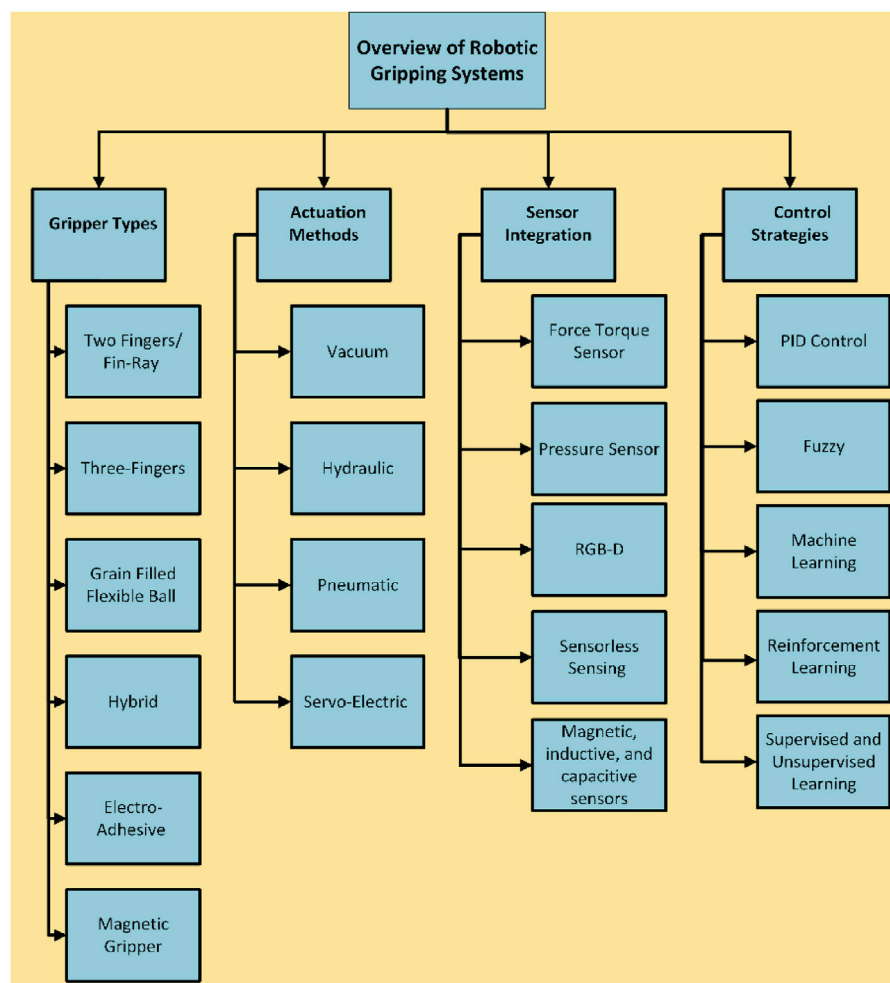 Overview of Robotic
Gripping Systems
Gripper Types
Two Fingers/
Fin-Ray
Three-Fingers
Grain Filled
Flexible Ball
Hybrid
Electro-
Adhesive
Magnetic
Gripper
Actuation
Methods
Vacuum
Hydraulic
Pneumatic
Servo-Electric
Sensor
Integration
Force Torque
Sensor
Pressure Sensor
RGB-D
Sensorless
Sensing
Magnetic,
inductive, and
capacitive
sensors
Control
Strategies
PID Control
Fuzzy
Machine
Learning
Reinforcement
Learning
Supervised and
Unsupervised
Learning